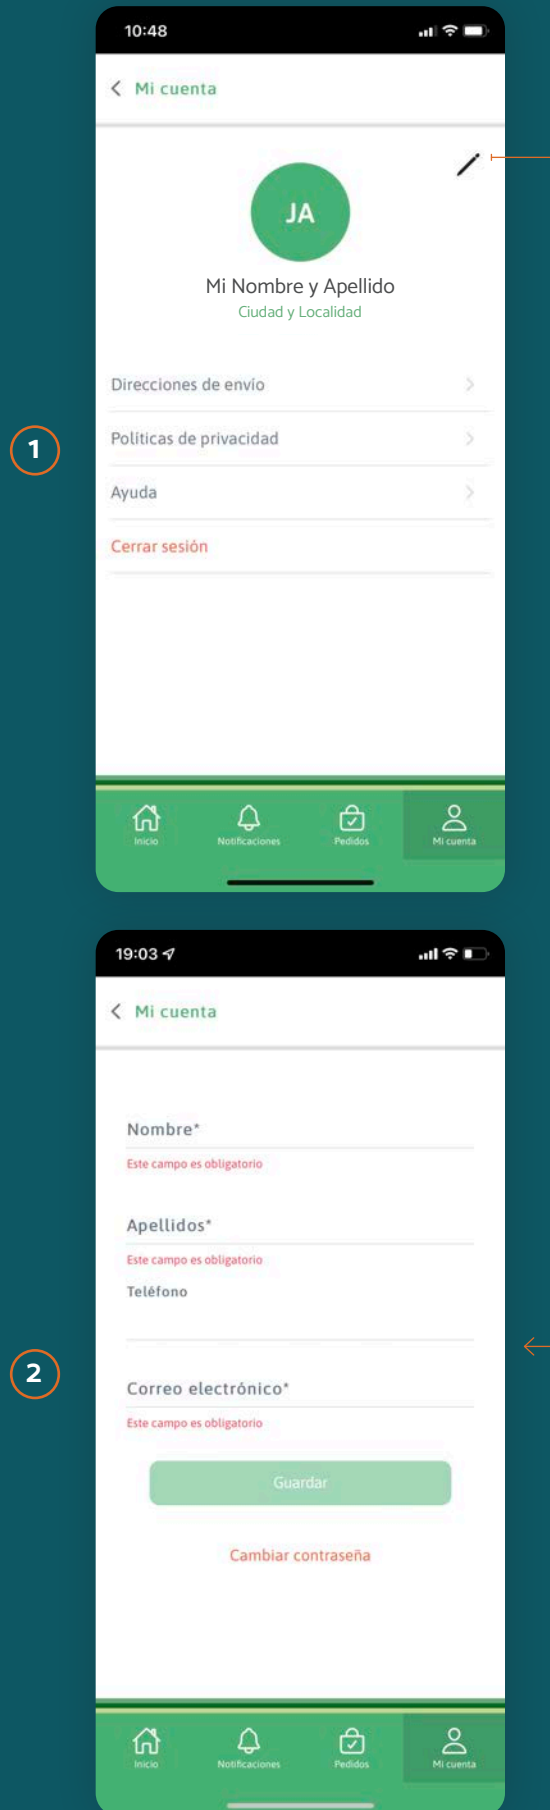 10:48
Mi cuenta
JA
Mi Nombre y Apellido
Ciudad y Localidad
Direcciones de envío
Políticas de privacidad
1
Ayuda
Cerrar sesión
Inicio
Notificaciones
Pedidos
Mi cuenta
19:03
Mi cuenta
Nombre*
Este campo es obligatorio
Apellidos*
Este campo es obligatorio
Teléfono
2
Correo electrónico*
Este campo es obligatorio
Guardar
Cambiar contraseña
Inicio
Notificaciones
Pedidos
Mi cuenta